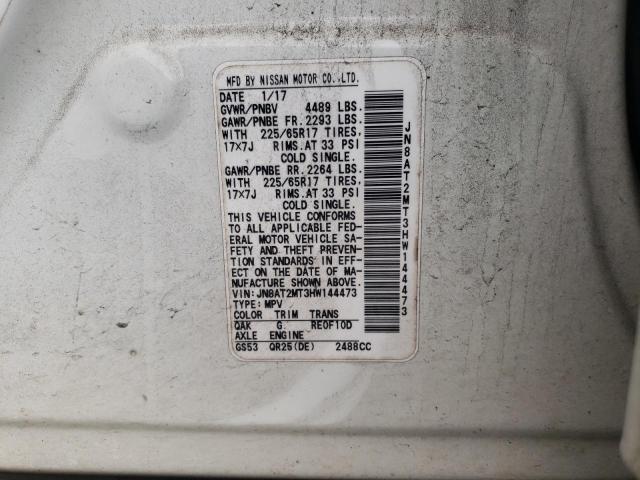 MFD BY NISSAN MOTOR CO.,LTD.
DATE 1/17
GVWR/PNBV 4489 LBS.
GAWR/PNBE FR.2293 LBS.
WITH 225/65R17 TIRES,
17×7J RIMS.AT 33 PSI
COLD SINGLE.
GAWR/PNBE RR.2264 LBS.
WITH 225/65R17 TIRES,
17×7J RIMS.AT 33 PSI
COLD SINGLE.
THIS VEHICLE CONFORMS
TO ALL APPLICABLE FED-
ERAL MOTOR VEHICLE SA-
FETY AND THEFT PREVEN-
TION STANDARDS IN EFF-
ECT ON THE DATE OF MA-
NUFACTURE SHOWN ABOVE
VIN: JN8AT2MT3HW144473
TYPE: MPV
COLOR TRIM TRANS
QAK G. RE0F10D
AXLE ENGINE
GS53 QR25(DE) 2488CC
JN8AT2MT3HW144473